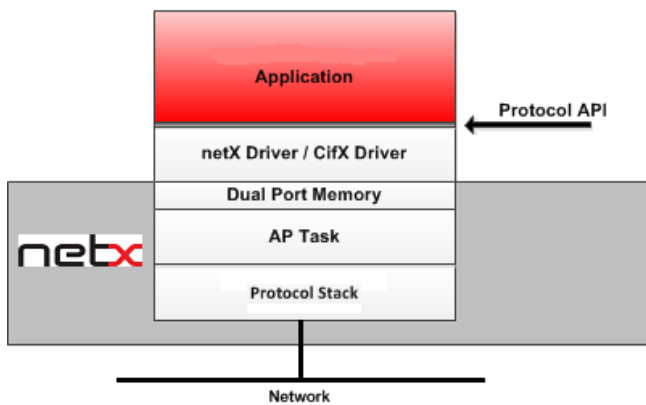 Application
Protocol API
netX Driver / CifX Driver
Dual Port Memory
netx
AP Task
Protocol Stack
Network